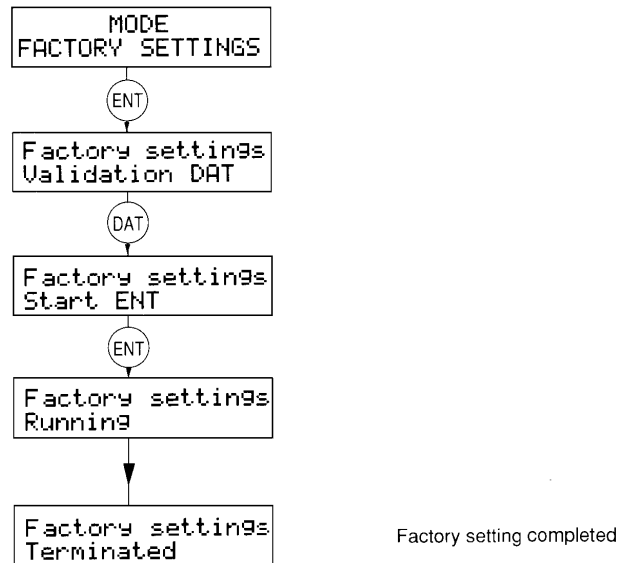 MODE
FACTORY SETTINGS
ENT
Factory settings
Validation DAT
DAT
Factory settings
Start ENT
ENT
Factory settings
Running
Factory settings
Terminated
Factory setting completed